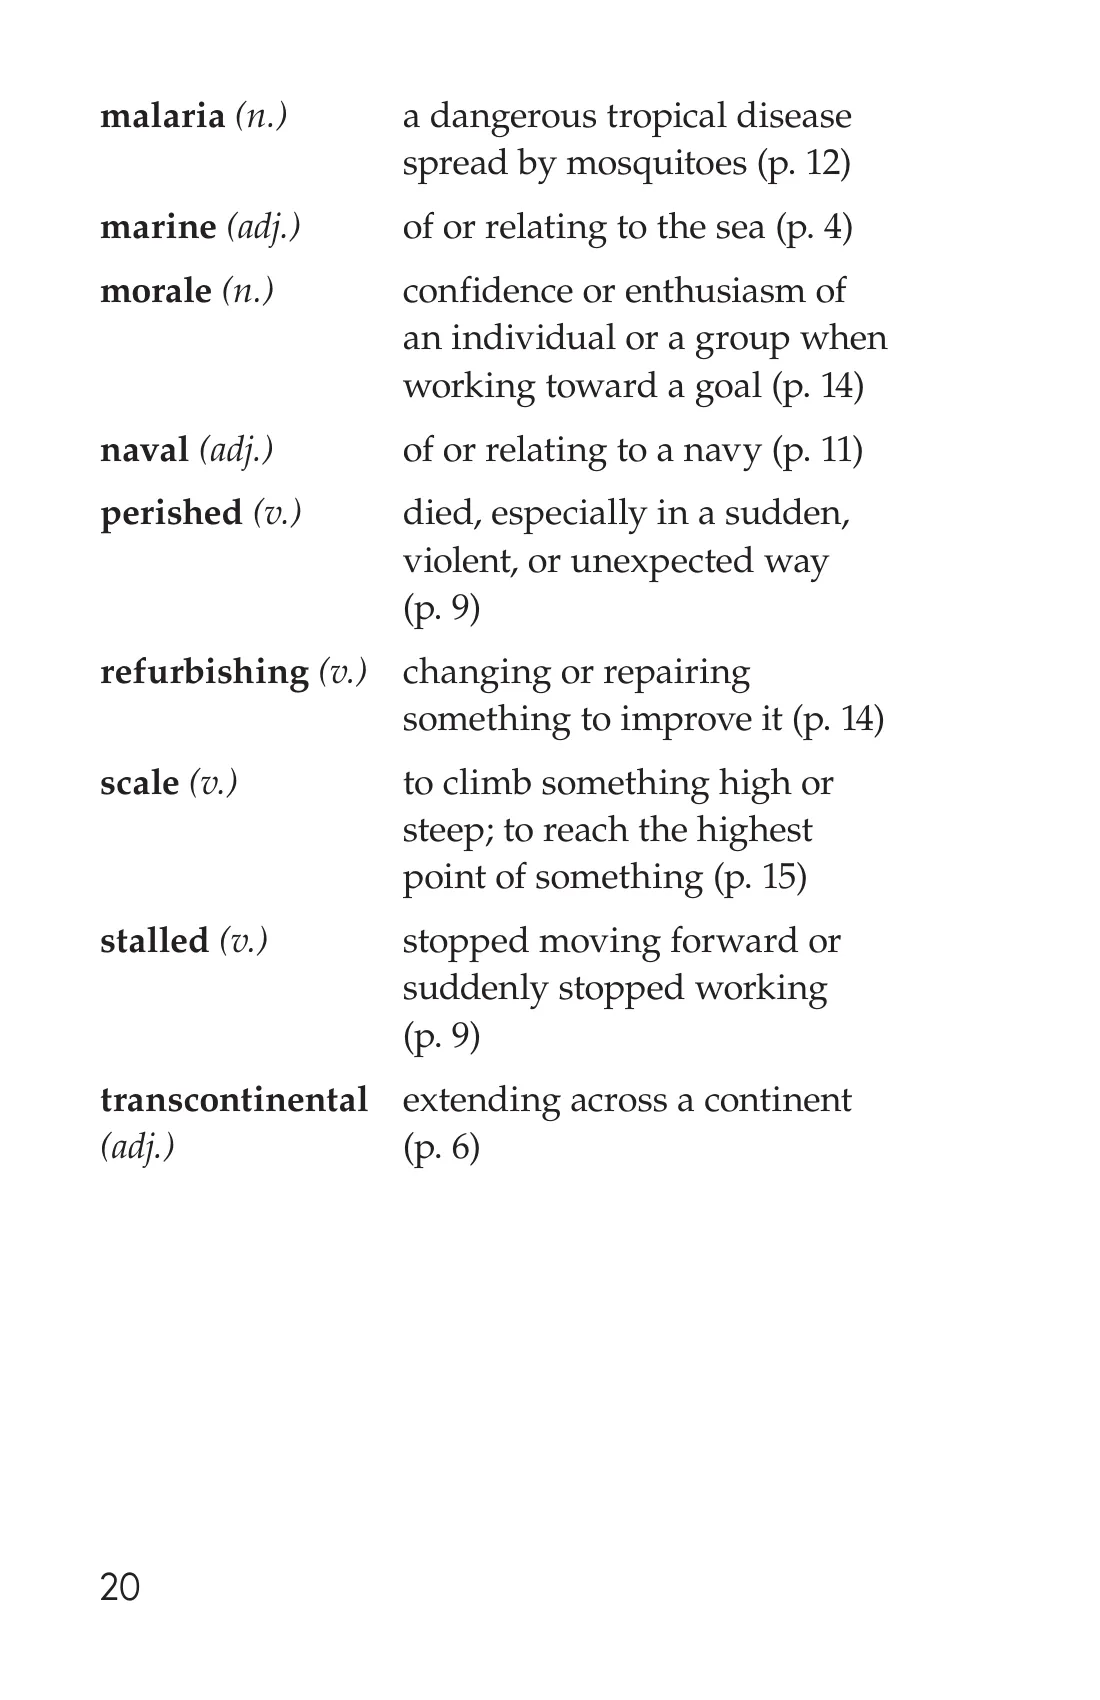 malaria (n.) a dangerous tropical disease
spread by mosquitoes (p. 12)
marine (adj.) of or relating to the sea (p. 4)
morale (n.) confidence or enthusiasm of
an individual or a group when
working toward a goal (p. 14)
naval (adj.) of or relating to a navy (p. 11)
perished (v.) died, especially in a sudden,
violent, or unexpected way
(p. 9)
refurbishing (v.) changing or repairing
something to improve it (p. 14)
scale (v.) to climb something high or
steep; to reach the highest
point of something (p. 15)
stalled (v.) stopped moving forward or
suddenly stopped working
(p. 9)
transcontinental extending across a continent
(adj.) (p. 6)
20